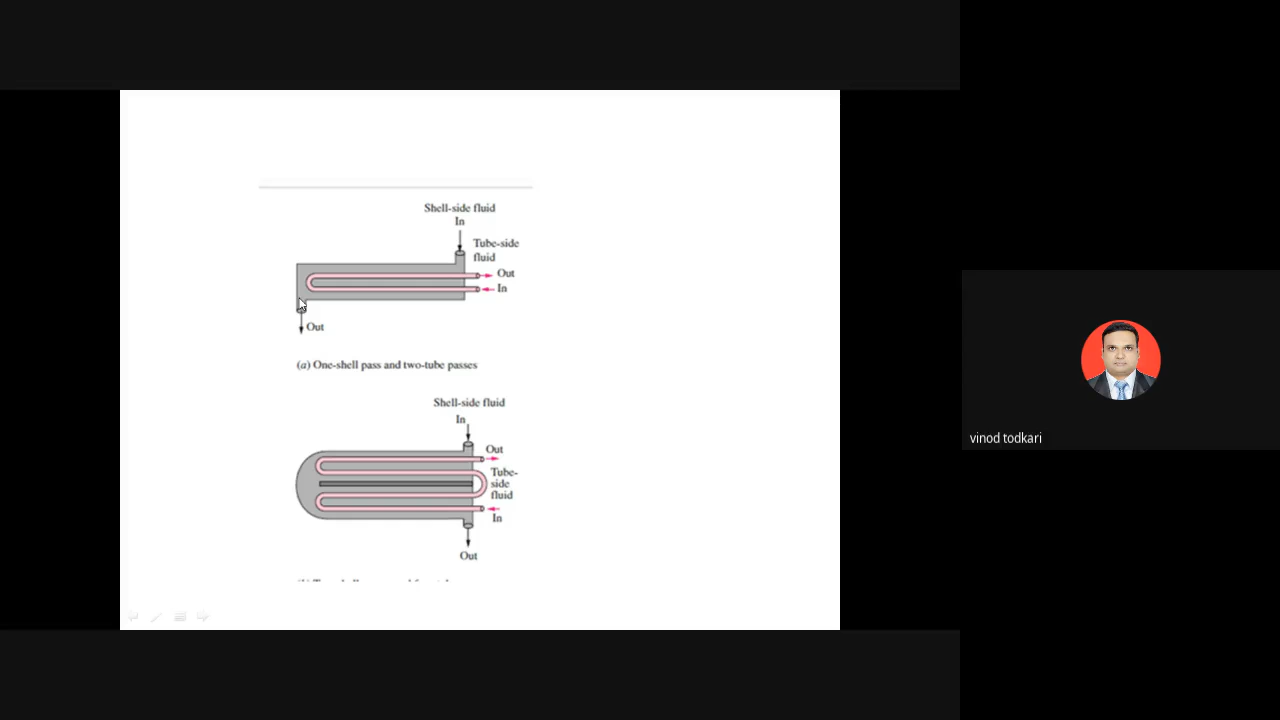 Shell-side fluid
In
Tube-side
fluid
Out
In
Out
(a) One-shell pass and two-tube passes
Shell-side fluid
In
Out
Tube-
side
fluid
In
Out
vinod todkari